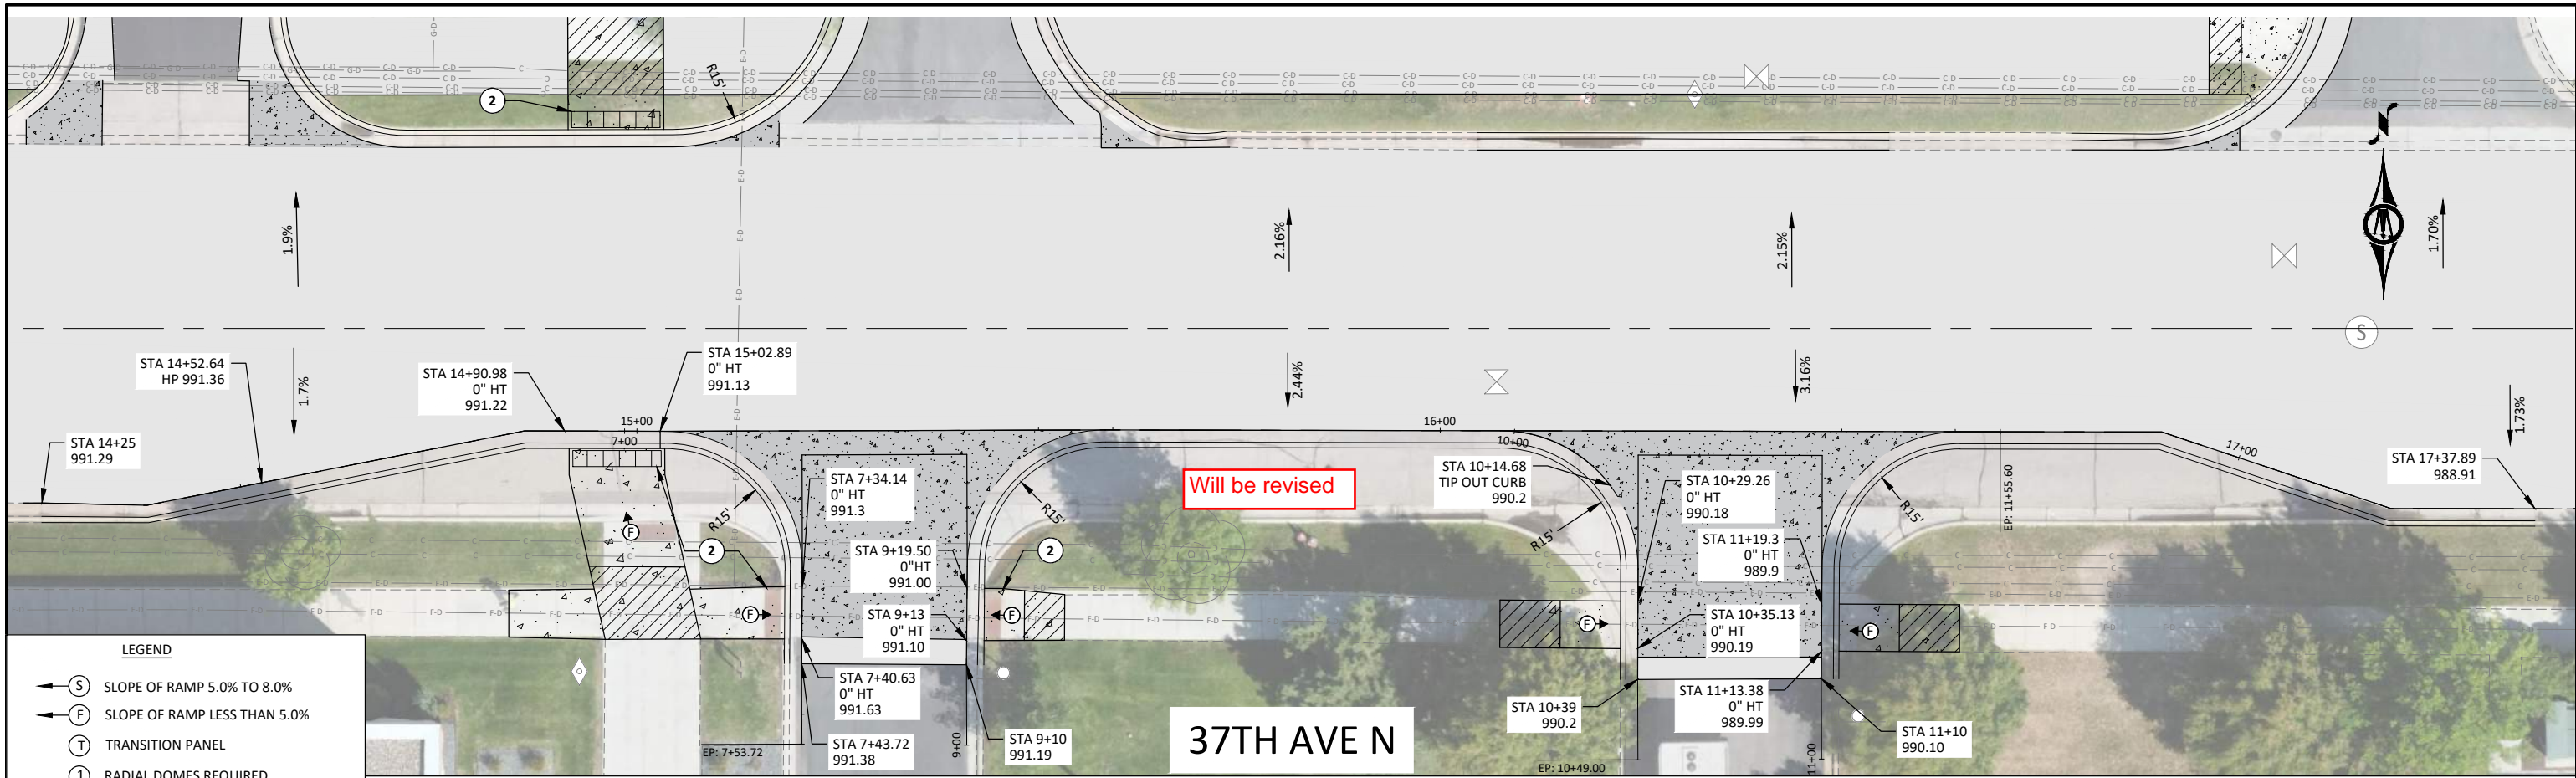 R15'
2
1.9%
2.16%
2.15%
1.70%
N
S
STA 14+52.64
HP 991.36
1.7%
STA 14+90.98
0" HT
991.22
STA 15+02.89
0" HT
991.13
2.44%
3.16%
1.73%
STA 14+25
991.29
15+00
7+00
16+00
10+00
17+00
STA 17+37.89
988.91
Will be revised
STA 7+34.14
0" HT
991.3
STA 10+14.68
TIP OUT CURB
990.2
STA 10+29.26
0" HT
990.18
EP: 11+55.60
R15'
R15'
R15'
R15'
F
2
STA 9+19.50
0"HT
991.00
2
STA 11+19.3
0" HT
989.9
F
STA 9+13
0" HT
991.10
F
F
STA 10+35.13
0" HT
990.19
F
LEGEND
S SLOPE OF RAMP 5.0% TO 8.0%
F SLOPE OF RAMP LESS THAN 5.0%
T TRANSITION PANEL
1 RADIAL DOMES REQUIRED
STA 7+40.63
0" HT
991.63
STA 7+43.72
991.38
EP: 7+53.72
9+00
STA 9+10
991.19
37TH AVE N
STA 10+39
990.2
STA 11+13.38
0" HT
989.99
STA 11+10
990.10
EP: 10+49.00
11+00